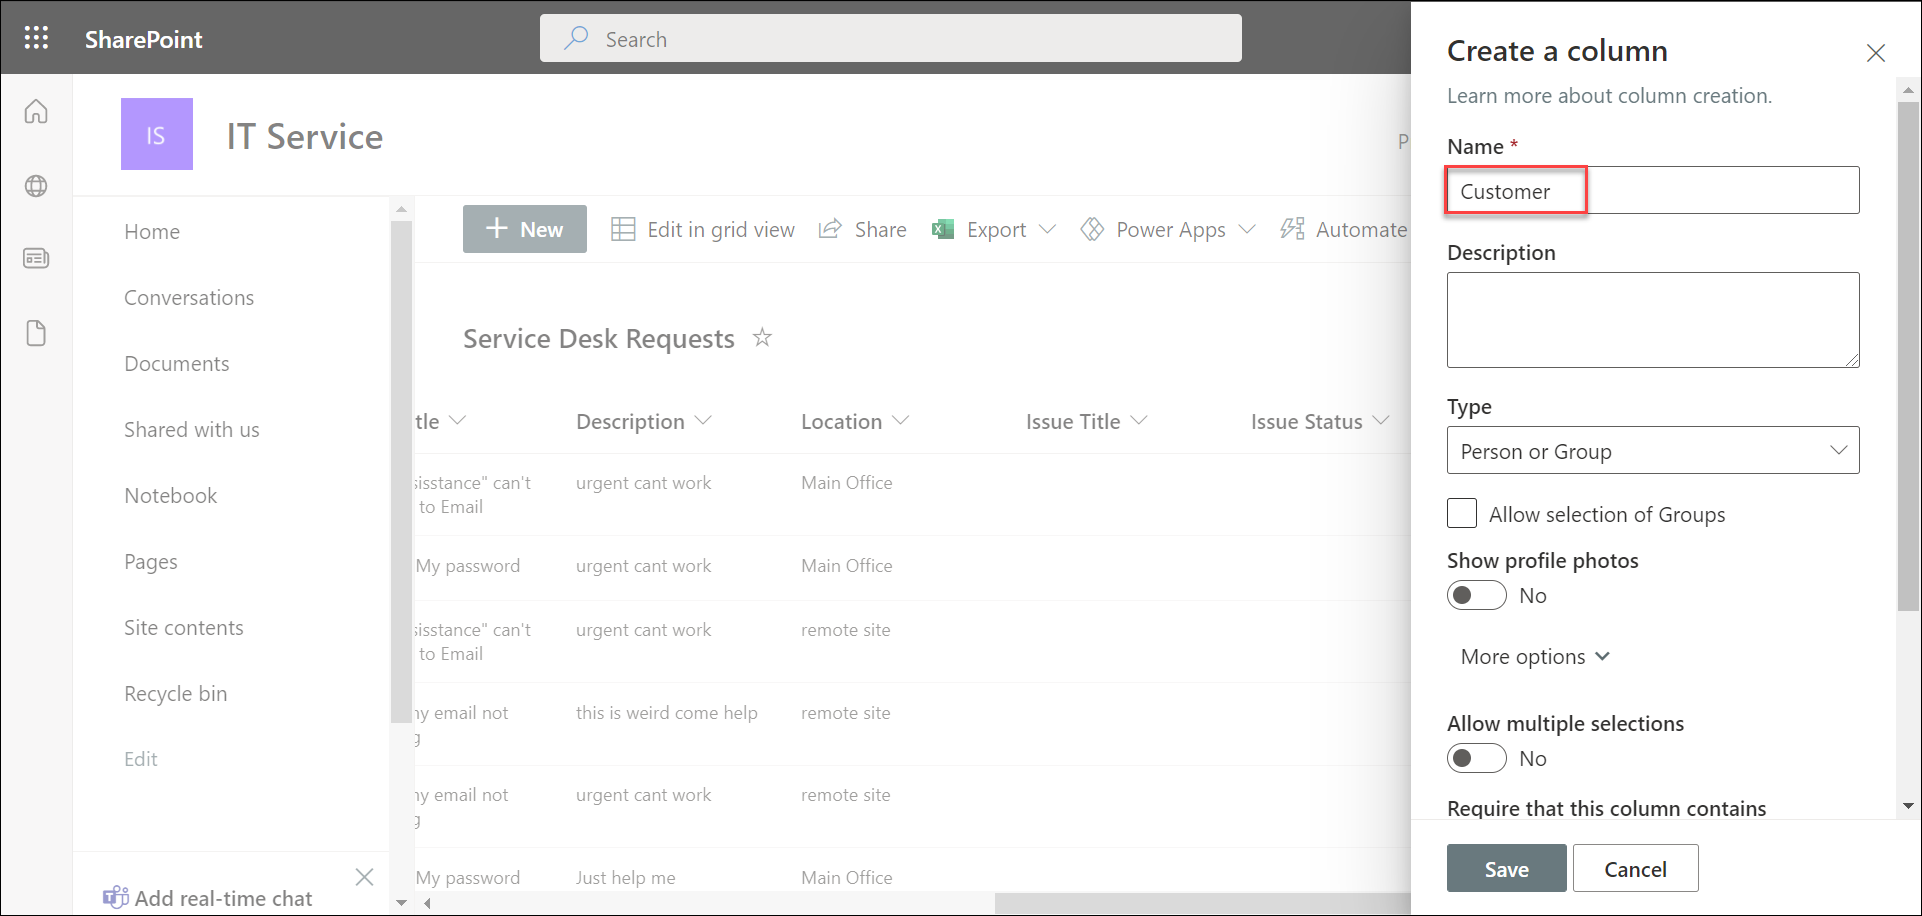 SharePoint
Search
IS
IT Service
P
Home
Conversations
Documents
Shared with us
Notebook
Pages
Site contents
Recycle bin
Edit
Add real-time chat
New
Edit in grid view
Share
Export
Power Apps
Automate
Service Desk Requests
tle Description Location Issue Title Issue Status
sisstance" can't urgent cant work Main Office
to Email
My password urgent cant work Main Office
sisstance" can't urgent cant work remote site
to Email
ny email not this is weird come help remote site
g
ny email not urgent cant work remote site
g
My password Just help me Main Office
Create a column
Learn more about column creation.
Name *
Customer
Description
Type
Person or Group
Allow selection of Groups
Show profile photos
No
More options
Allow multiple selections
No
Require that this column contains
Save
Cancel